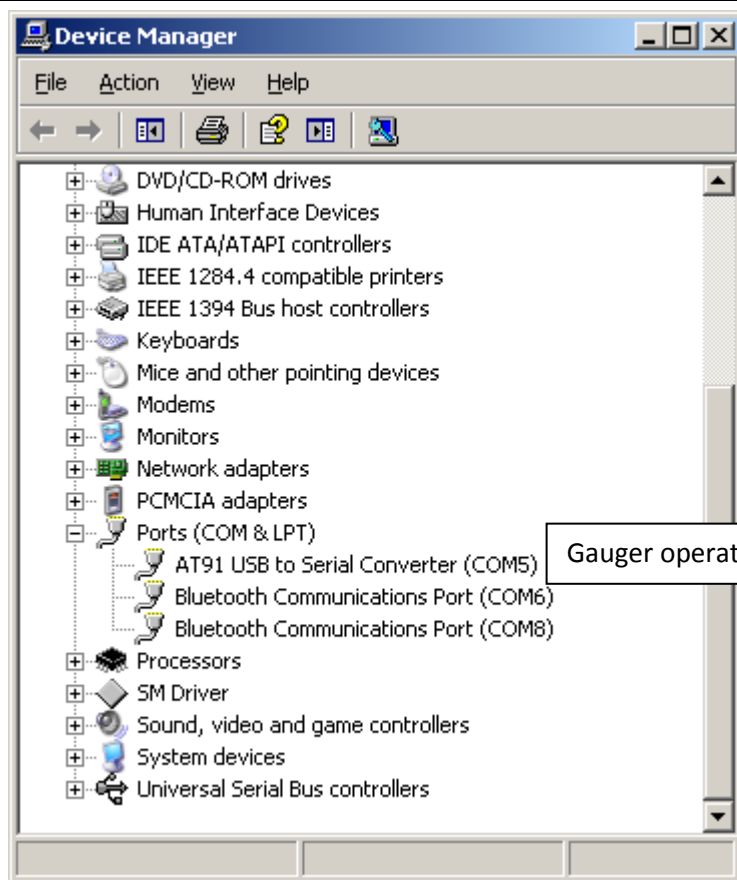 Device Manager
File Action View Help
DVD/CD-ROM drives
Human Interface Devices
IDE ATA/ATAPI controllers
IEEE 1284.4 compatible printers
IEEE 1394 Bus host controllers
Keyboards
Mice and other pointing devices
Modems
Monitors
Network adapters
PCMCIA adapters
Ports (COM & LPT)
AT91 USB to Serial Converter (COM5)
Gauger operat
Bluetooth Communications Port (COM6)
Bluetooth Communications Port (COM8)
Processors
SM Driver
Sound, video and game controllers
System devices
Universal Serial Bus controllers